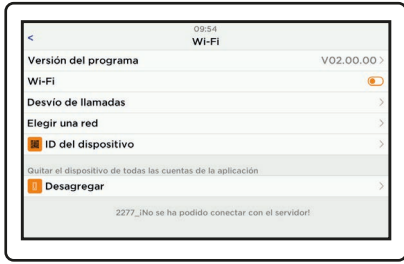 09:54
<
Wi-Fi
Versión del programa V02.00.00 >
Wi-Fi
Desvío de llamadas >
Elegir una red >
ID del dispositivo >
Quitar el dispositivo de todas las cuentas de la aplicación
Desagregar >
2277_¡No se ha podido conectar con el servidor!